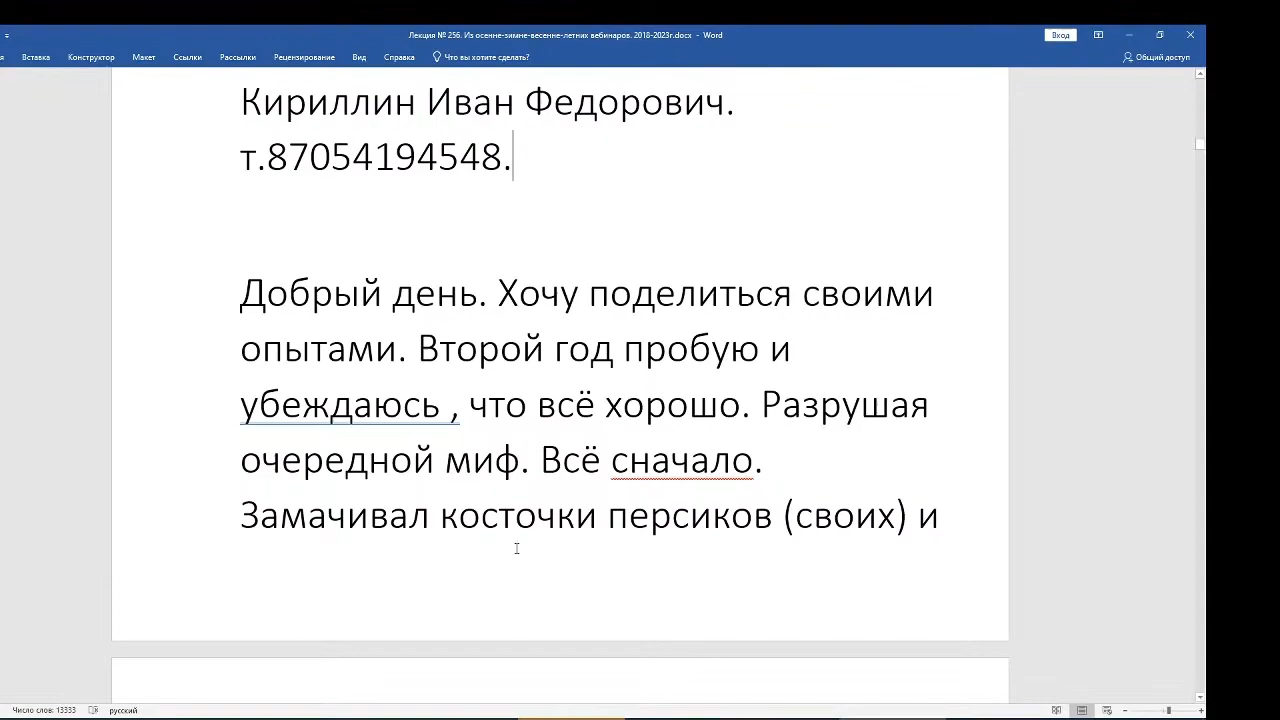 Лекция № 256. Из осенне-зимне-весенне-летних вебинаров. 2018-2023г.docx - Word
Вход
Вставка Конструктор Макет Ссылки Рассылки Рецензирование Вид Справка Что вы хотите сделать? Общий доступ
Кириллин Иван Федорович.
т.87054194548.
Добрый день. Хочу поделиться своими
опытами. Второй год пробую и
убеждаюсь , что всё хорошо. Разрушая
очередной миф. Всё сначало.
Замачивал косточки персиков (своих) и
Число слов: 13333 русский